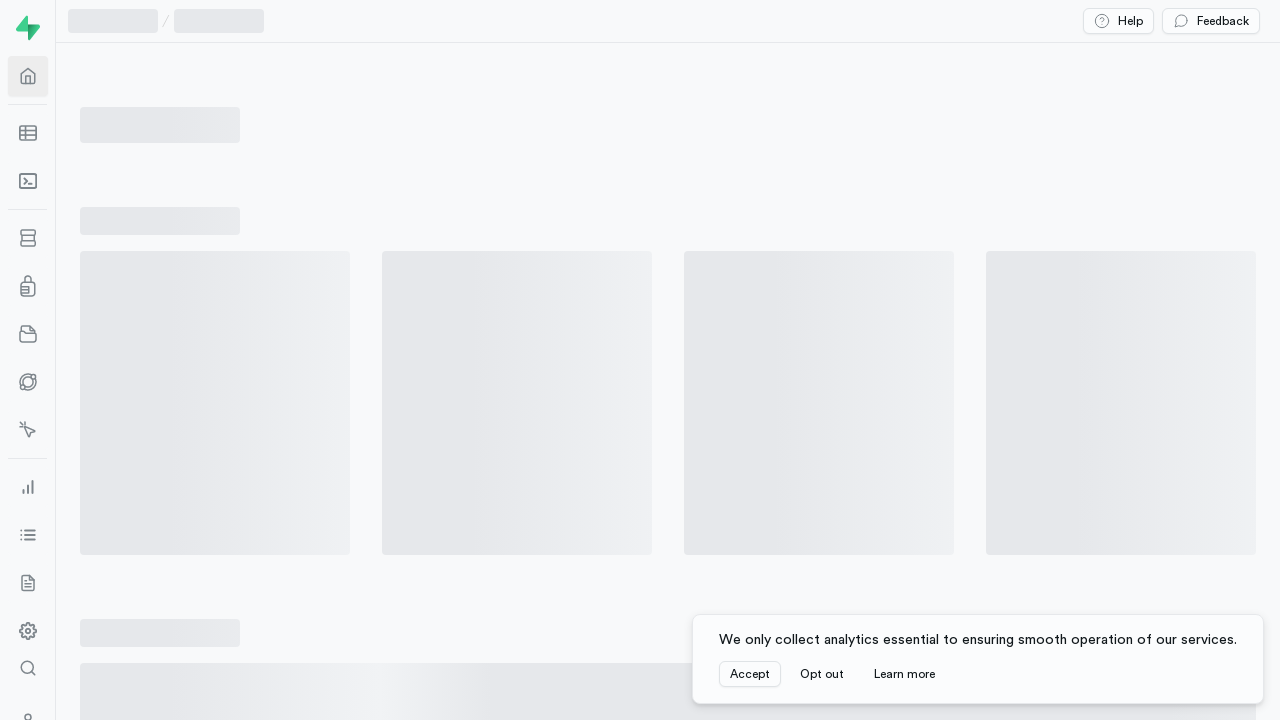 /
Help
Feedback
We only collect analytics essential to ensuring smooth operation of our services.
Accept
Opt out
Learn more